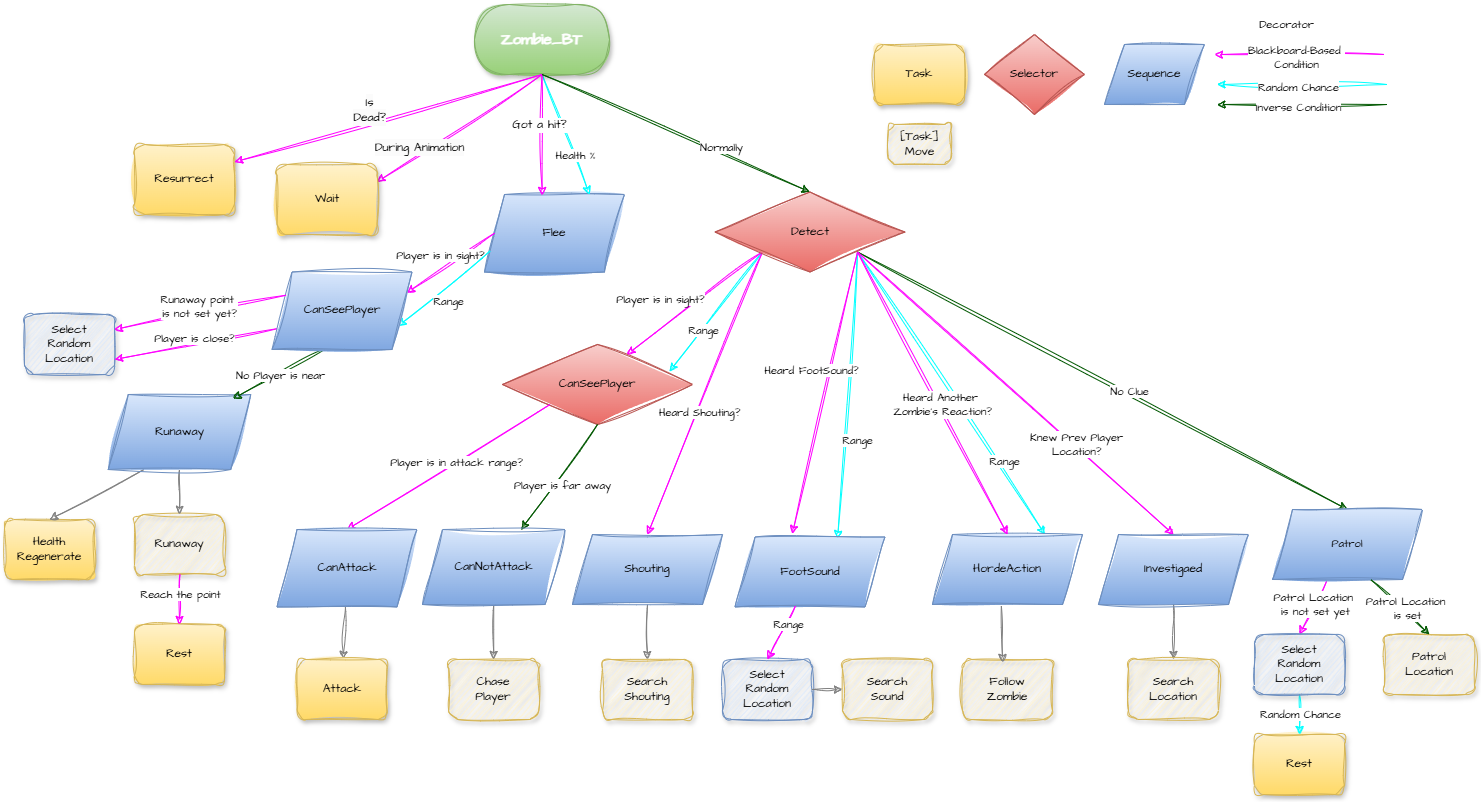 Zombie_BT
Decorator
Task
Selector
Sequence
Blackboard-Based
Condition
Random Chance
Inverse Condition
[Task]
Move
Is
Dead?
Got a hit?
During Animation
Health %
Normally
Resurrect
Wait
Flee
Detect
Player is in sight?
Range
CanSeePlayer
Runaway point
is not set yet?
Player is close?
Select
Random
Location
No Player is near
Runaway
Health
Regenerate
Runaway
Reach the point
Rest
Player is in sight?
Range
CanSeePlayer
Heard Shouting?
Heard FootSound?
Range
Heard Another
Zombie's Reaction?
Range
Knew Prev Player
Location?
No Clue
Player is in attack range?
Player is far away
CanAttack
CanNotAttack
Shouting
FootSound
HordeAction
Investigaed
Patrol
Range
Patrol Location
is not set yet
Patrol Location
is set
Attack
Chase
Player
Search
Shouting
Select
Random
Location
Search
Sound
Follow
Zombie
Search
Location
Select
Random
Location
Patrol
Location
Random Chance
Rest